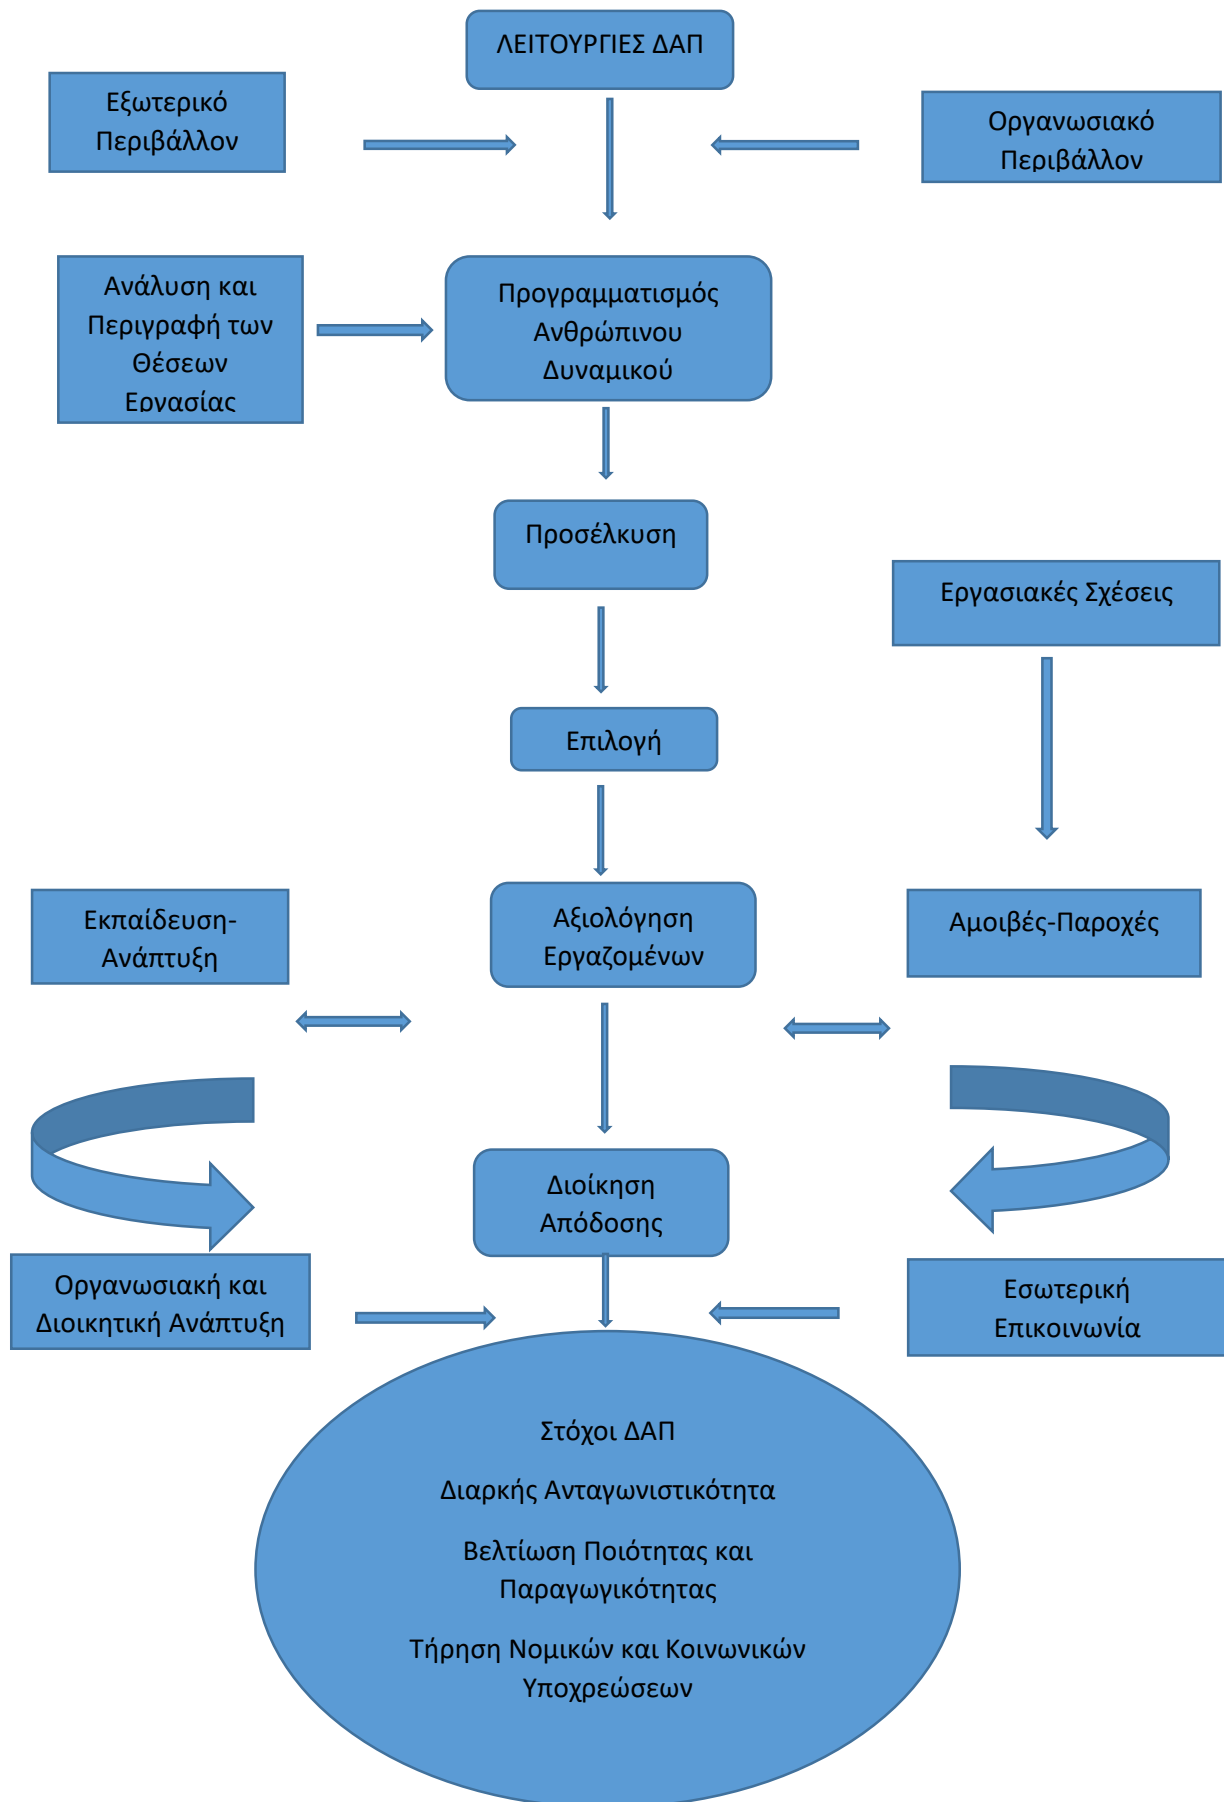 ΛΕΙΤΟΥΡΓΙΕΣ ΔΑΠ
Εξωτερικό
Περιβάλλον
Οργανωσιακό
Περιβάλλον
Ανάλυση και
Περιγραφή των
Θέσεων
Εργασίας
Προγραμματισμός
Ανθρώπινου
Δυναμικού
Προσέλκυση
Εργασιακές Σχέσεις
Επιλογή
Εκπαίδευση-
Ανάπτυξη
Αξιολόγηση
Εργαζομένων
Αμοιβές-Παροχές
Διοίκηση
Απόδοσης
Οργανωσιακή και
Διοικητική Ανάπτυξη
Εσωτερική
Επικοινωνία
Στόχοι ΔΑΠ
Διαρκής Ανταγωνιστικότητα
Βελτίωση Ποιότητας και
Παραγωγικότητας
Τήρηση Νομικών και Κοινωνικών
Υποχρεώσεων